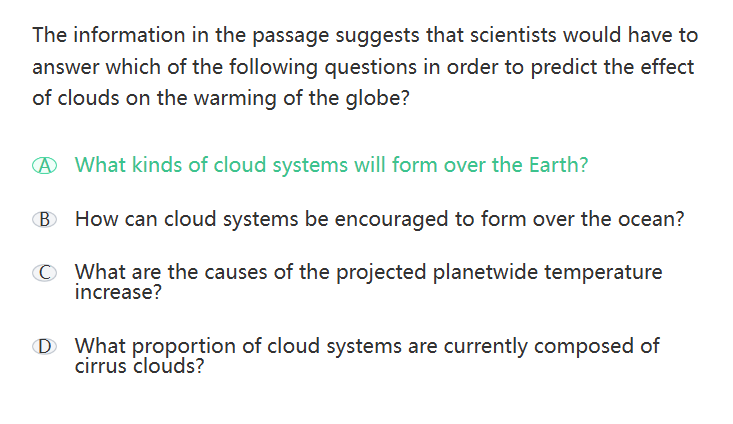 The information in the passage suggests that scientists would have to
answer which of the following questions in order to predict the effect
of clouds on the warming of the globe?
A What kinds of cloud systems will form over the Earth?
B How can cloud systems be encouraged to form over the ocean?
C What are the causes of the projected planetwide temperature
increase?
D What proportion of cloud systems are currently composed of
cirrus clouds?